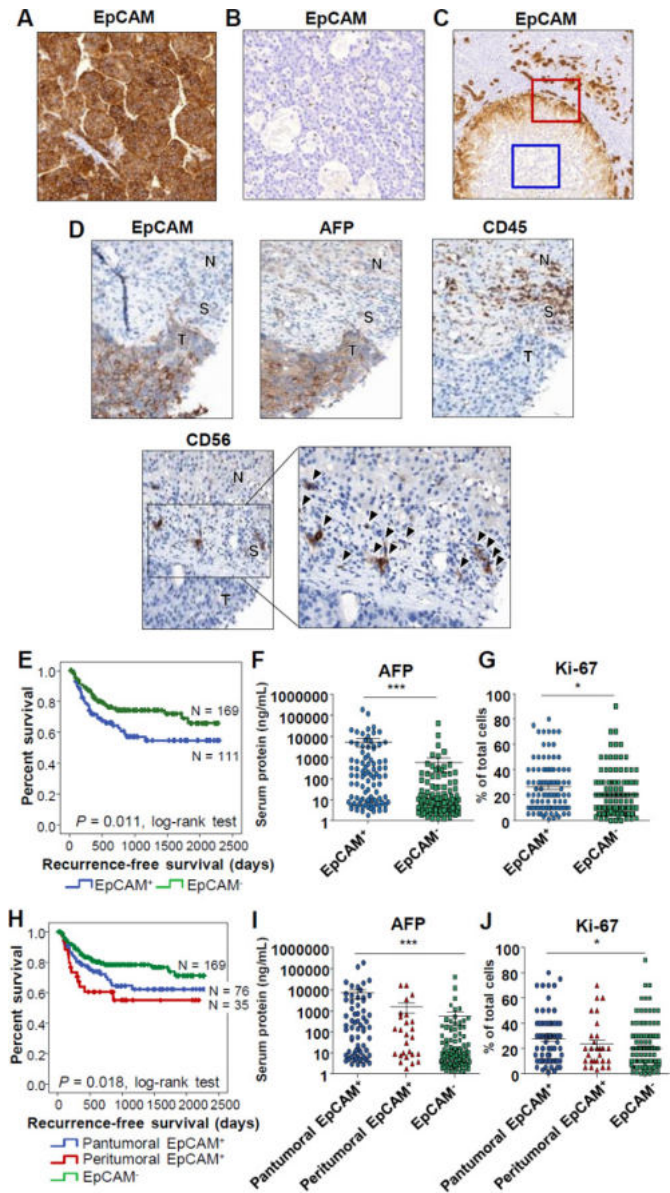 A EpCAM
B EpCAM
C EpCAM
D EpCAM
N
S
T
AFP
N
S
T
CD45
N
S
T
CD56
N
S
T
E
Percent survival
1.0
0.8
0.6
0.4
0.2
0.0
N = 169
N = 111
P = 0.011, log-rank test
0 500 1000 1500 2000 2500
Recurrence-free survival (days)
EpCAM+ EpCAM-
F AFP
***
Serum protein (ng/mL)
1000000
100000
10000
1000
100
10
1
EpCAM+ EpCAM-
G Ki-67
*
% of total cells
100
80
60
40
20
0
EpCAM+ EpCAM-
H
Percent survival
1.0
0.8
0.6
0.4
0.2
0.0
N = 169
N = 76
N = 35
P = 0.018, log-rank test
0 500 1000 1500 2000 2500
Recurrence-free survival (days)
Pantumoral EpCAM+
Peritumoral EpCAM+
EpCAM-
I AFP
***
Serum protein (ng/mL)
1000000
100000
10000
1000
100
10
1
Pantumoral EpCAM+
Peritumoral EpCAM+
EpCAM-
J Ki-67
*
% of total cells
100
80
60
40
20
0
Pantumoral EpCAM+
Peritumoral EpCAM+
EpCAM-